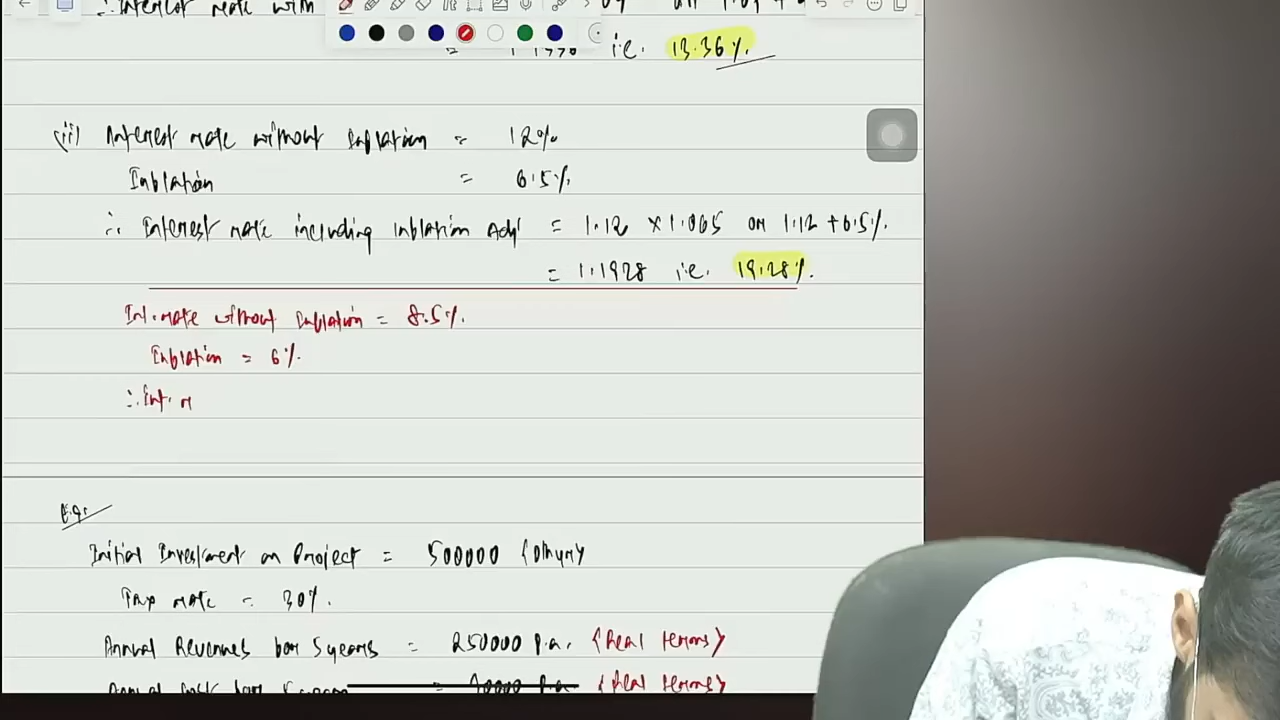 ∴ Interest rate with
i.e. 13.36%.
(ii) Interest rate without Inflation = 12%
Inflation = 6.5%
∴ Interest rate including inflation Adj = 1.12 × 1.065 or 1.12 + 6.5%.
= 1.1928 i.e. 19.28%.
Int. rate without Inflation = 8.5%.
Inflation = 6%.
∴ Int. r
Eg:
Initial Investment on Project = 500000
Tax rate = 30%.
Annual Revenues for 5 years = 250000 P.a. {Real terms}
{Real terms}